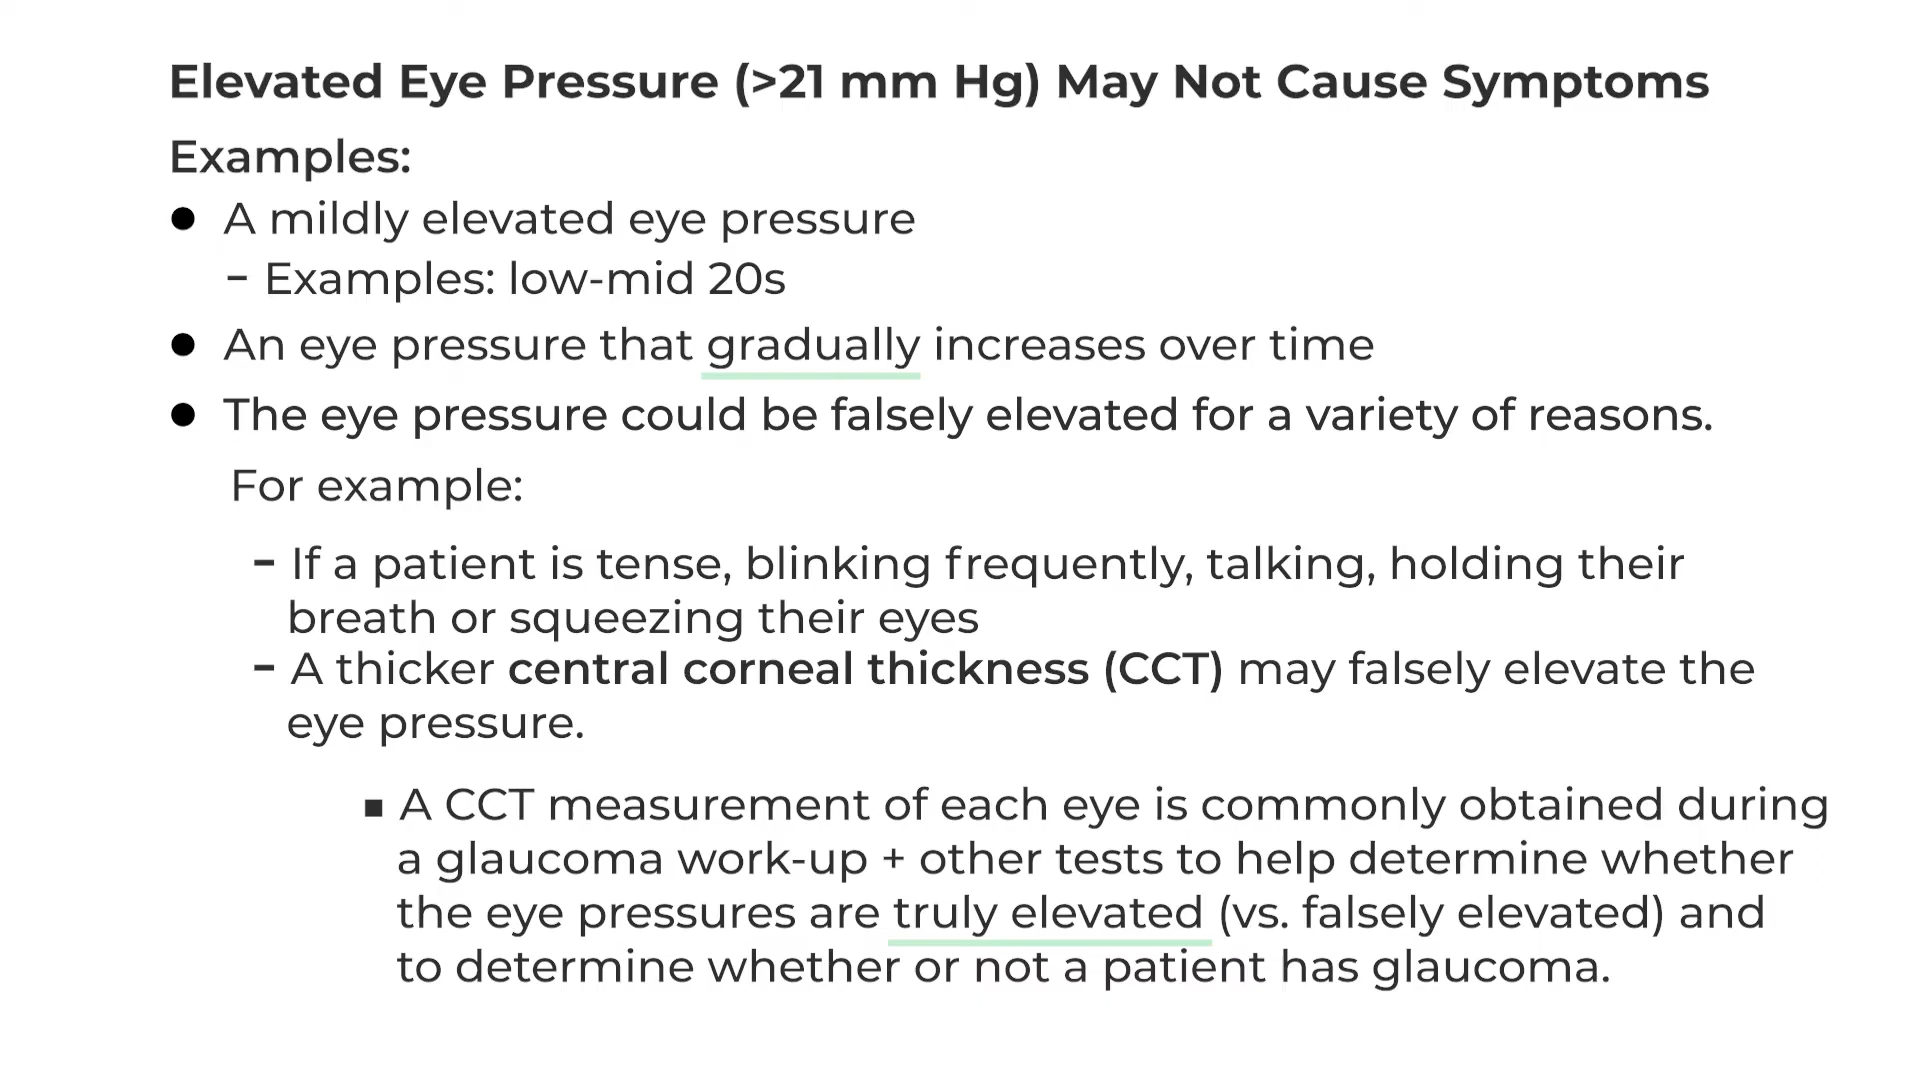 Elevated Eye Pressure (>21 mm Hg) May Not Cause Symptoms
Examples:
● A mildly elevated eye pressure
– Examples: low-mid 20s
● An eye pressure that gradually increases over time
● The eye pressure could be falsely elevated for a variety of reasons.
For example:
– If a patient is tense, blinking frequently, talking, holding their
breath or squeezing their eyes
– A thicker central corneal thickness (CCT) may falsely elevate the
eye pressure.
▪ A CCT measurement of each eye is commonly obtained during
a glaucoma work-up + other tests to help determine whether
the eye pressures are truly elevated (vs. falsely elevated) and
to determine whether or not a patient has glaucoma.